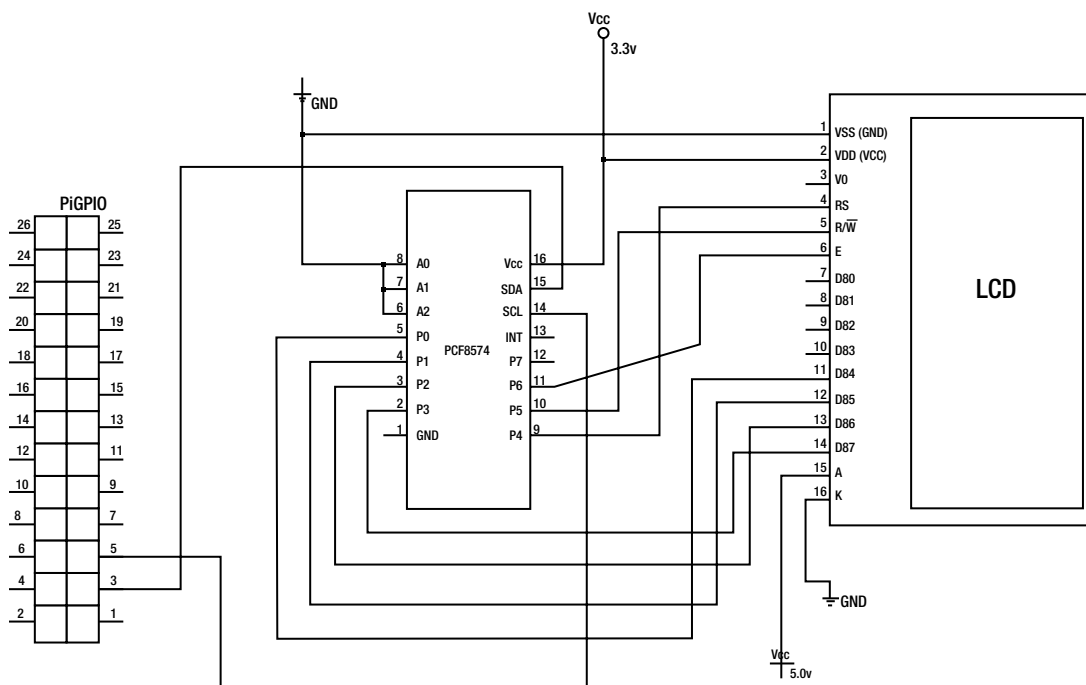 Vcc
3.3v
GND
PiGPIO
26 25
24 23
22 21
20 19
18 17
16 15
14 13
12 11
10 9
8 7
6 5
4 3
2 1
PCF8574
8 A0
7 A1
6 A2
5 P0
4 P1
3 P2
2 P3
1 GND
Vcc 16
SDA 15
SCL 14
INT 13
P7 12
P6 11
P5 10
P4 9
1 VSS (GND)
2 VDD (VCC)
3 V0
4 RS
5 R/W̅
6 E
7 D80
8 D81
9 D82
10 D83
11 D84
12 D85
13 D86
14 D87
15 A
16 K
LCD
GND
Vcc
5.0v